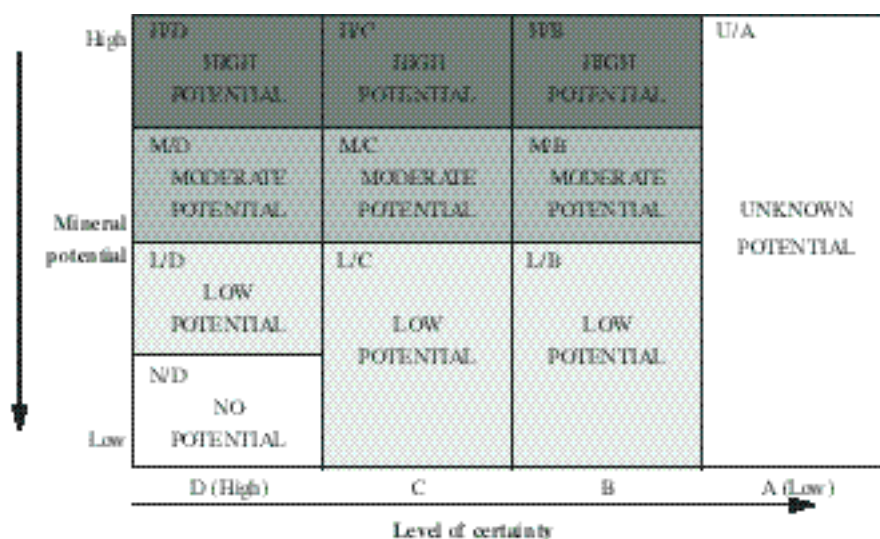 High
H/D
HIGH
POTENTIAL
H/C
HIGH
POTENTIAL
H/B
HIGH
POTENTIAL
U/A
UNKNOWN
POTENTIAL
M/D
MODERATE
POTENTIAL
M/C
MODERATE
POTENTIAL
M/B
MODERATE
POTENTIAL
Mineral
potential
L/D
LOW
POTENTIAL
L/C
LOW
POTENTIAL
L/B
LOW
POTENTIAL
N/D
NO
POTENTIAL
Low
D (High)
C
B
A (Low)
Level of certainty